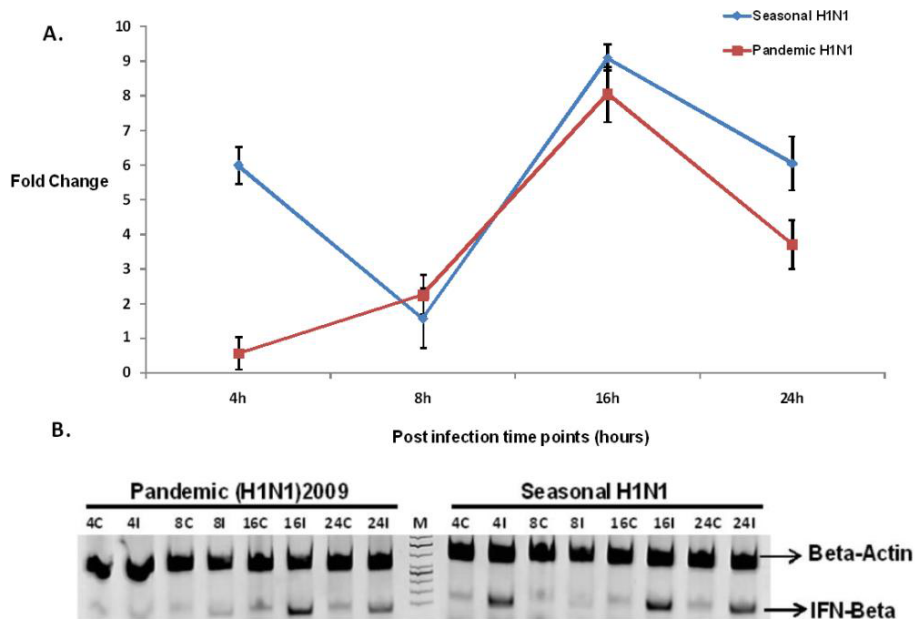 A.
Seasonal H1N1
Pandemic H1N1
Fold Change
10
9
8
7
6
5
4
3
2
1
0
4h 8h 16h 24h
Post infection time points (hours)
B.
Pandemic (H1N1)2009 Seasonal H1N1
4C 4I 8C 8I 16C 16I 24C 24I M 4C 4I 8C 8I 16C 16I 24C 24I
Beta-Actin
IFN-Beta